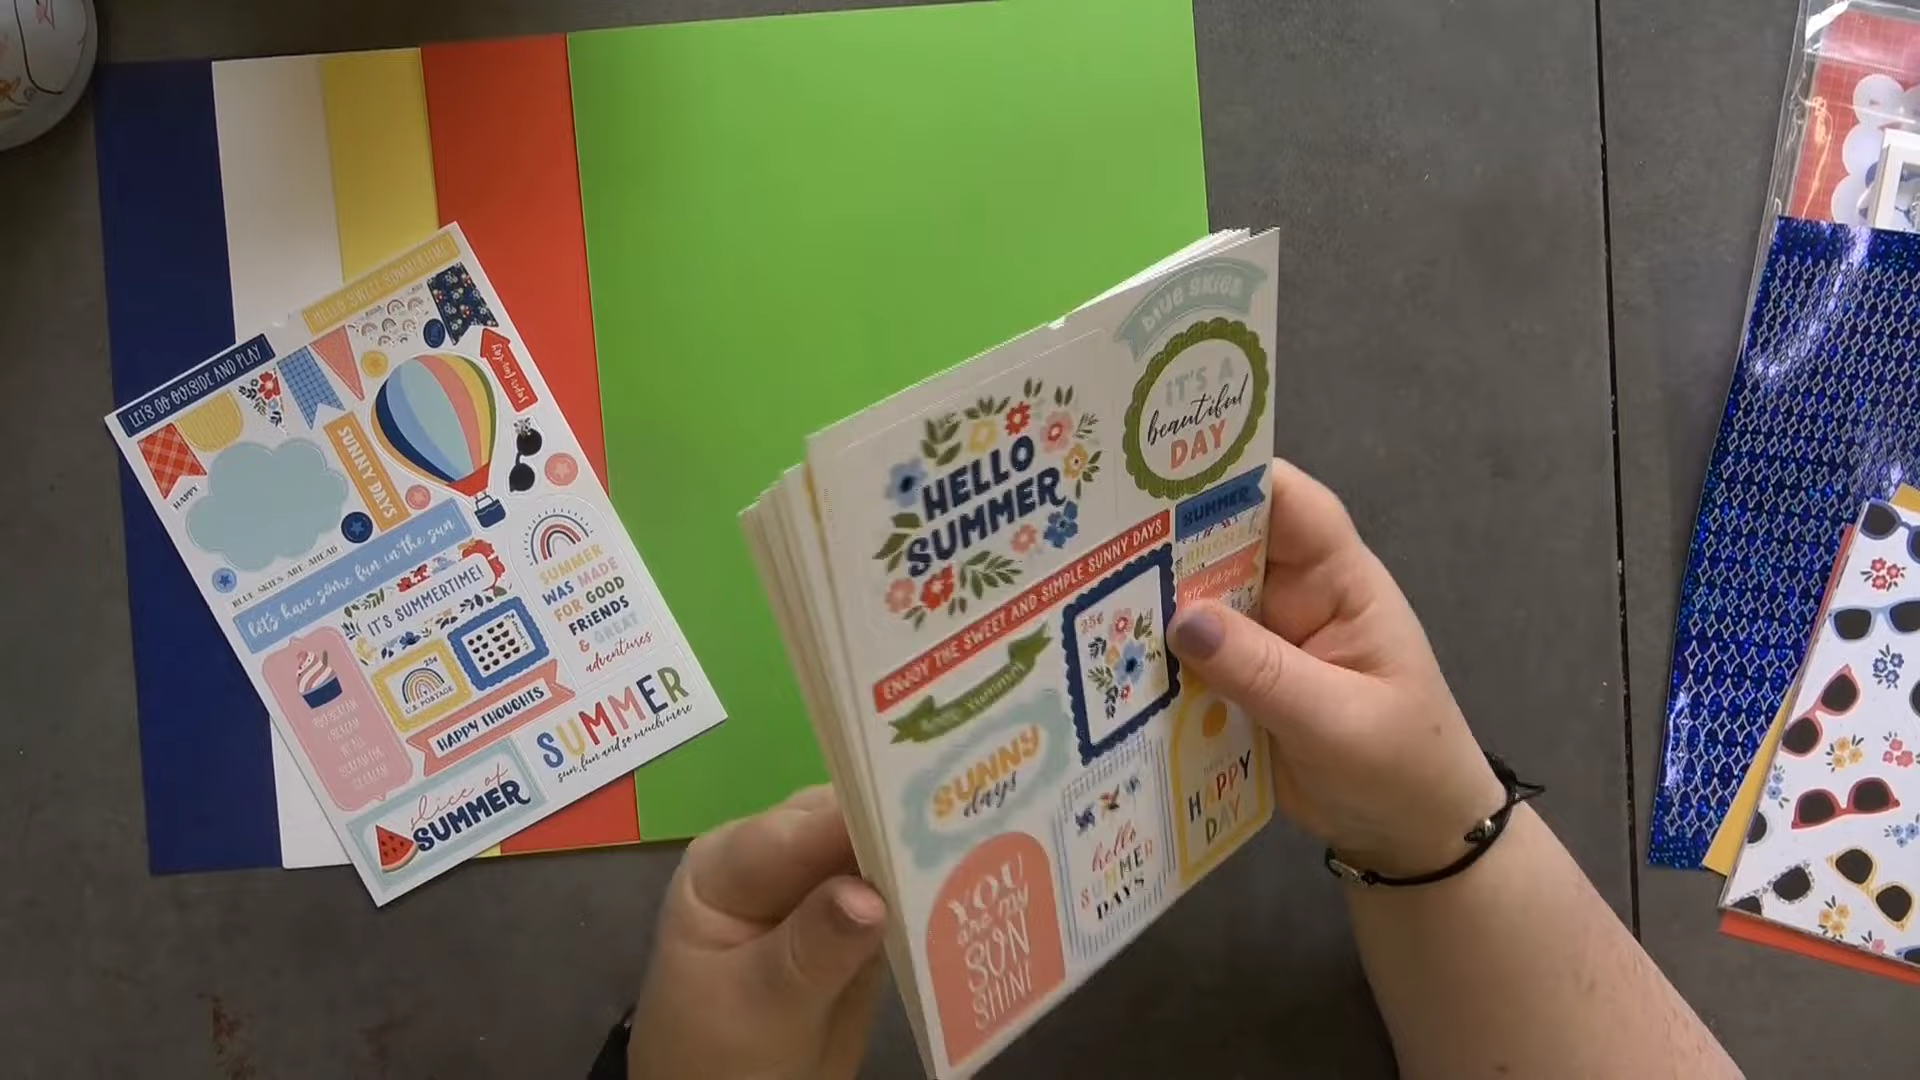 HELLO SWEET SUMMERTIME
LET'S GO OUTSIDE AND PLAY
HAPPY
SUNNY DAYS
BLUE SKIES ARE AHEAD
let's have some fun in the sun
IT'S SUMMERTIME!
25¢
U.S. POSTAGE
SUMMER
WAS MADE
FOR GOOD
FRIENDS
& GREAT
adventures
HAPPY THOUGHTS
SUMMER
sun, fun and so much more
slice of
SUMMER
BLUE SKIES
IT'S A
beautiful
DAY
HELLO
SUMMER
SUMMER
ENJOY THE SWEET AND SIMPLE SUNNY DAYS
25¢
SUNNY
days
hello
SUMMER
DAYS
HAPPY
DAY
YOU
are my
SUN
SHINE